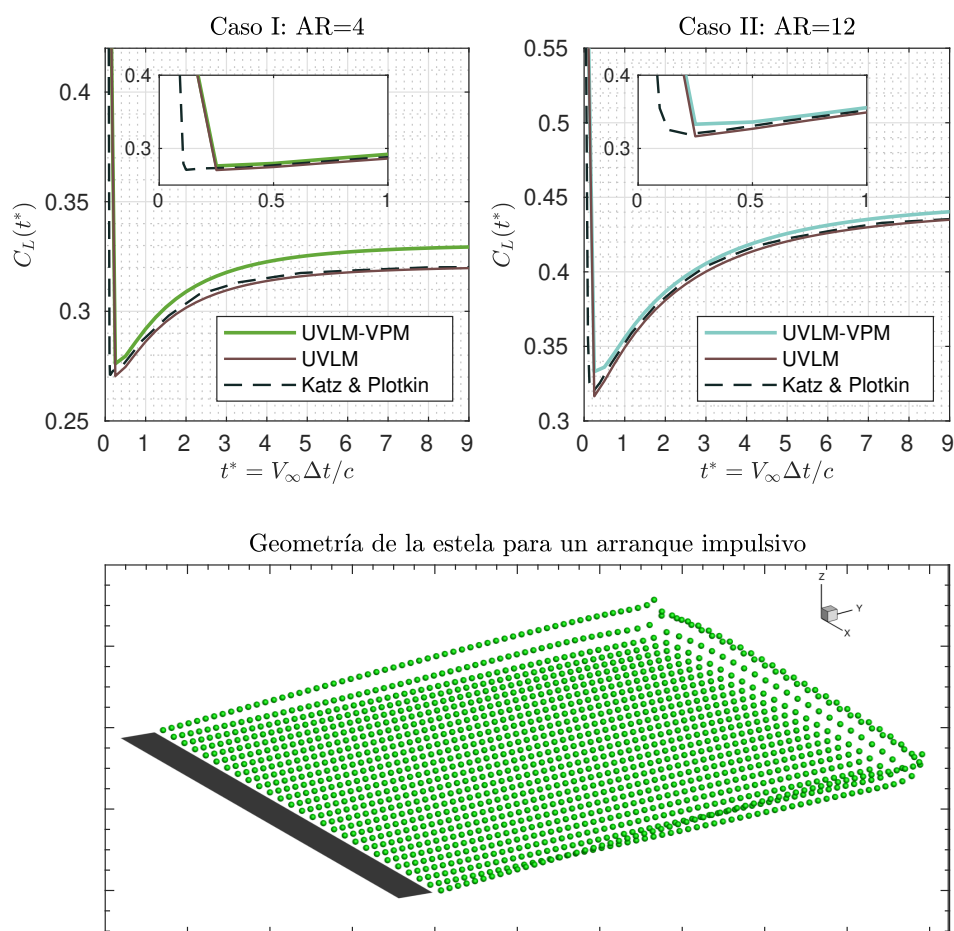 Caso I: AR=4
0.4
0.35
0.3
0.25
C_L(t*)
0.4
0.3
0 0.5 1
UVLM-VPM
UVLM
Katz & Plotkin
0 1 2 3 4 5 6 7 8 9
t* = V∞Δt/c
Caso II: AR=12
0.55
0.5
0.45
0.4
0.35
0.3
C_L(t*)
0.4
0.3
0 0.5 1
UVLM-VPM
UVLM
Katz & Plotkin
0 1 2 3 4 5 6 7 8 9
t* = V∞Δt/c
Geometría de la estela para un arranque impulsivo
Z
Y
X